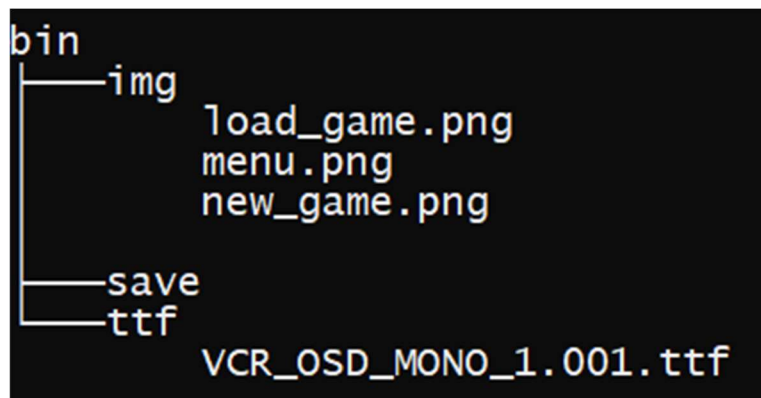 bin
img
load_game.png
menu.png
new_game.png
save
ttf
VCR_OSD_MONO_1.001.ttf